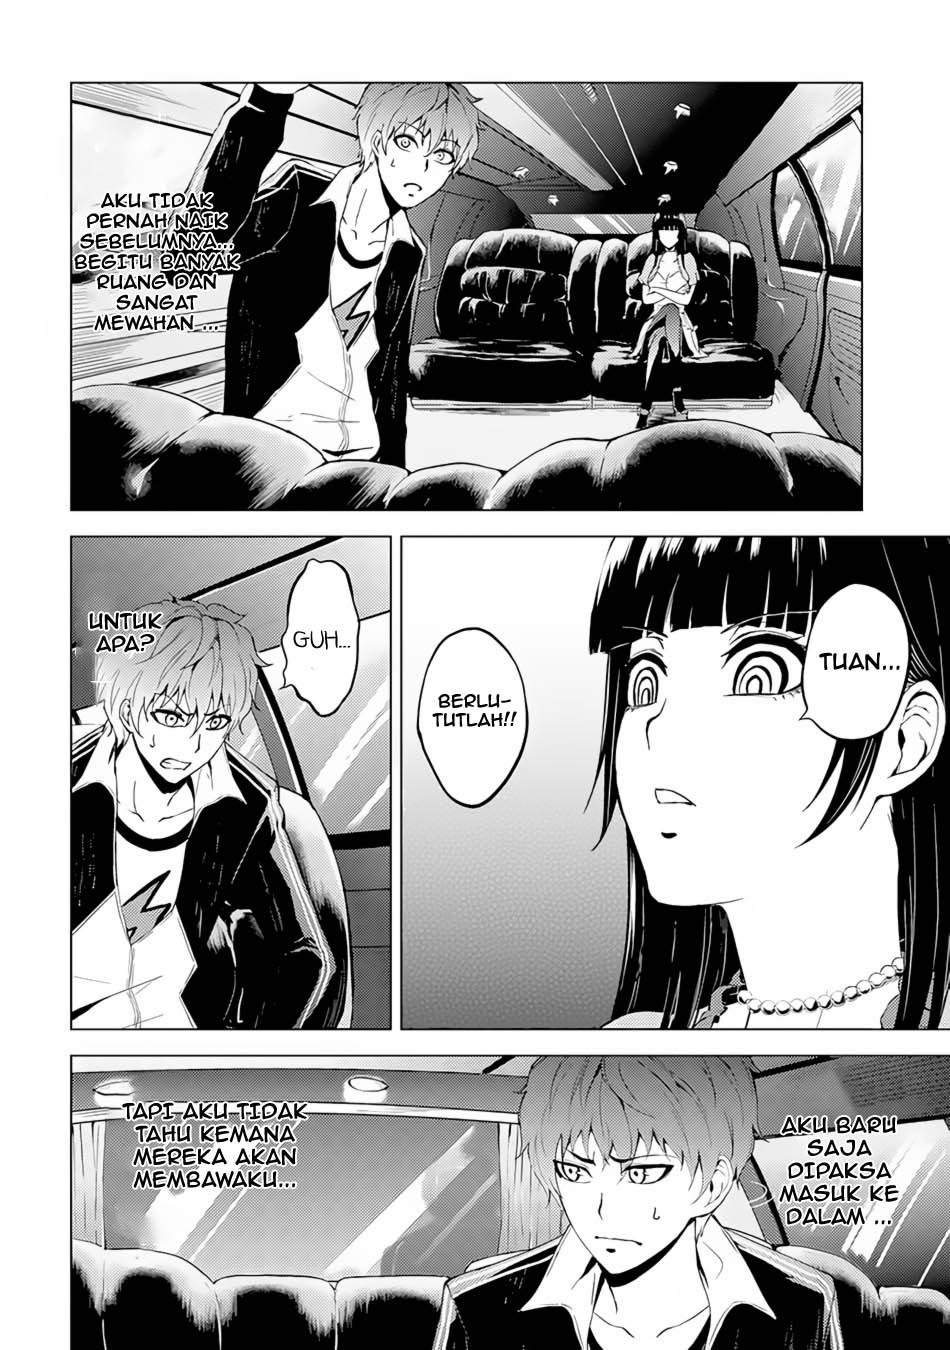 AKU TIDAK
PERNAH NAIK
SEBELUMNYA...
BEGITU BANYAK
RUANG DAN
SANGAT
MEWAHAN ...
TUAN...
BERLU-
TUTLAH!!
GUH...
UNTUK
APA?
AKU BARU
SAJA
DIPAKSA
MASUK KE
DALAM ...
TAPI AKU TIDAK
TAHU KEMANA
MEREKA AKAN
MEMBAWAKU...